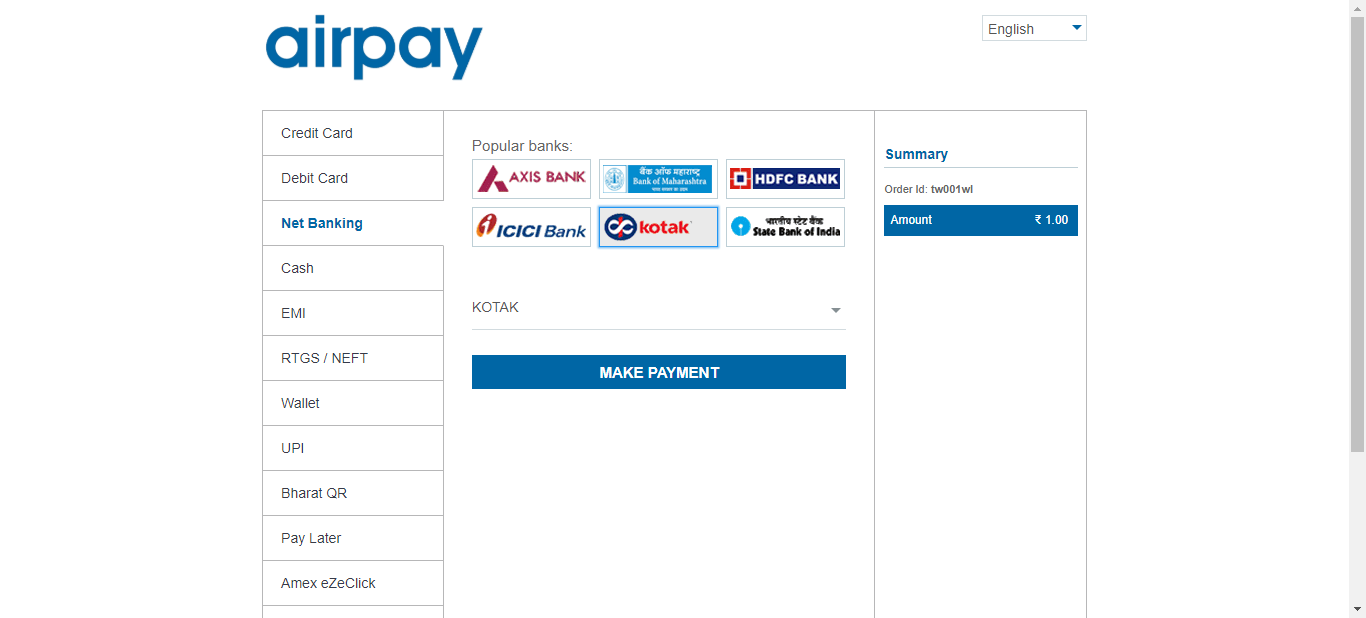 airpay
English
Credit Card
Debit Card
Net Banking
Cash
EMI
RTGS / NEFT
Wallet
UPI
Bharat QR
Pay Later
Amex eZeClick
Popular banks:
AXIS BANK
बैंक ऑफ महाराष्ट्र
Bank of Maharashtra
HDFC BANK
ICICI Bank
kotak
भारतीय स्टेट बैंक
State Bank of India
KOTAK
MAKE PAYMENT
Summary
Order Id: tw001wl
Amount ₹ 1.00